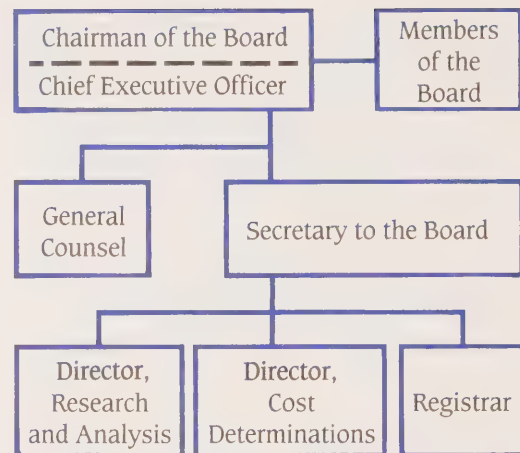 Chairman of the Board
Chief Executive Officer
Members
of the
Board
General
Counsel
Secretary to the Board
Director,
Research
and Analysis
Director,
Cost
Determinations
Registrar